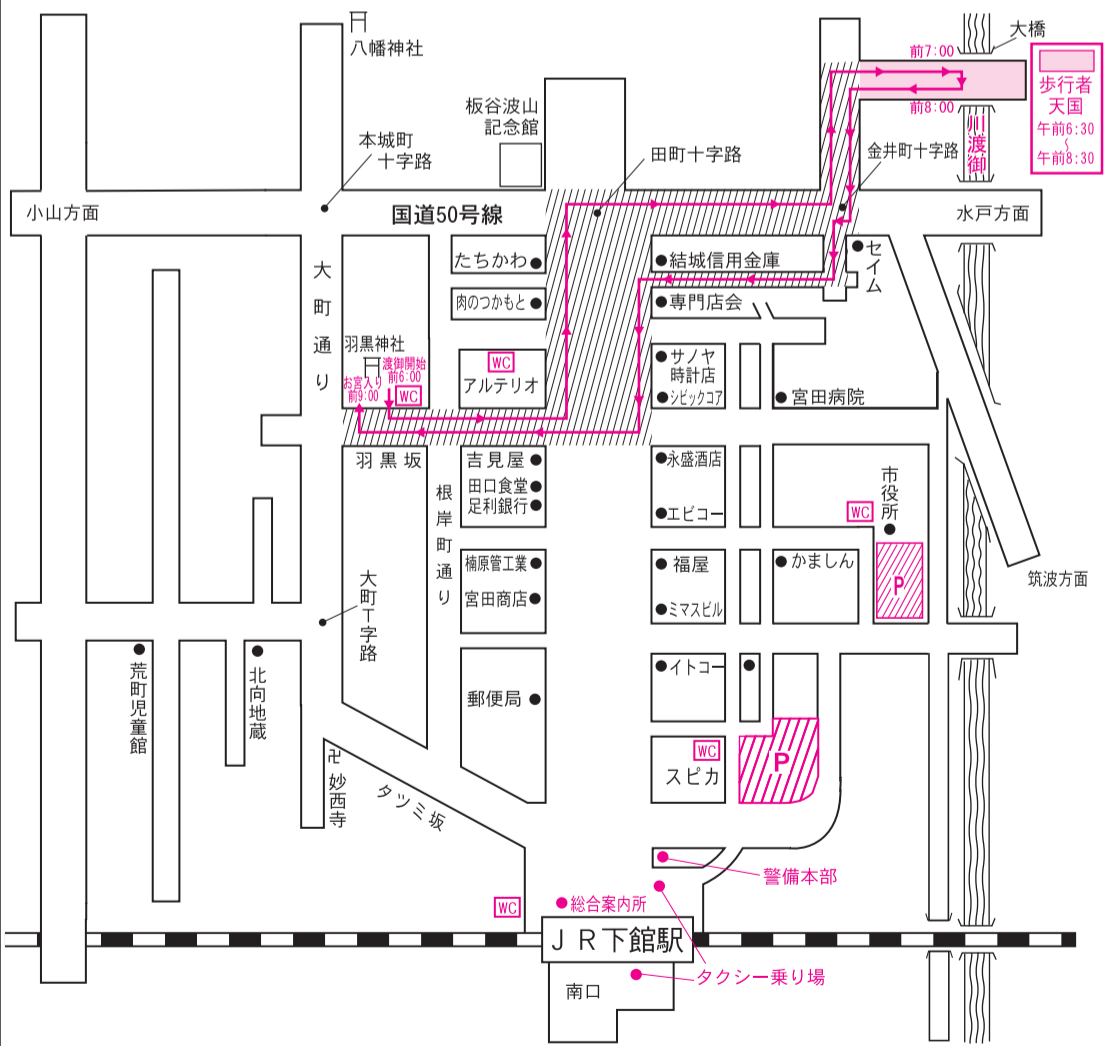 八幡神社
大橋
前7:00
前8:00
歩行者
天国
午前6:30
〜
午前8:30
川渡御
板谷波山
記念館
本城町
十字路
田町十字路
金井町十字路
小山方面
国道50号線
水戸方面
大町通り
たちかわ
結城信用金庫
セイム
肉のつかもと
専門店会
羽黒神社
渡御開始
前6:00
お宮入り
前9:00
WC
WC
アルテリオ
サノヤ
時計店
シビックコア
宮田病院
羽黒坂
根岸町通り
吉見屋
田口食堂
足利銀行
永盛酒店
エビコー
市役所
WC
P
筑波方面
楠原管工業
宮田商店
福屋
ミマスビル
かましん
大町T字路
荒町児童館
北向地蔵
郵便局
イトコー
WC
スピカ
P
卍妙西寺
タツミ坂
警備本部
WC
総合案内所
JR下館駅
タクシー乗り場
南口